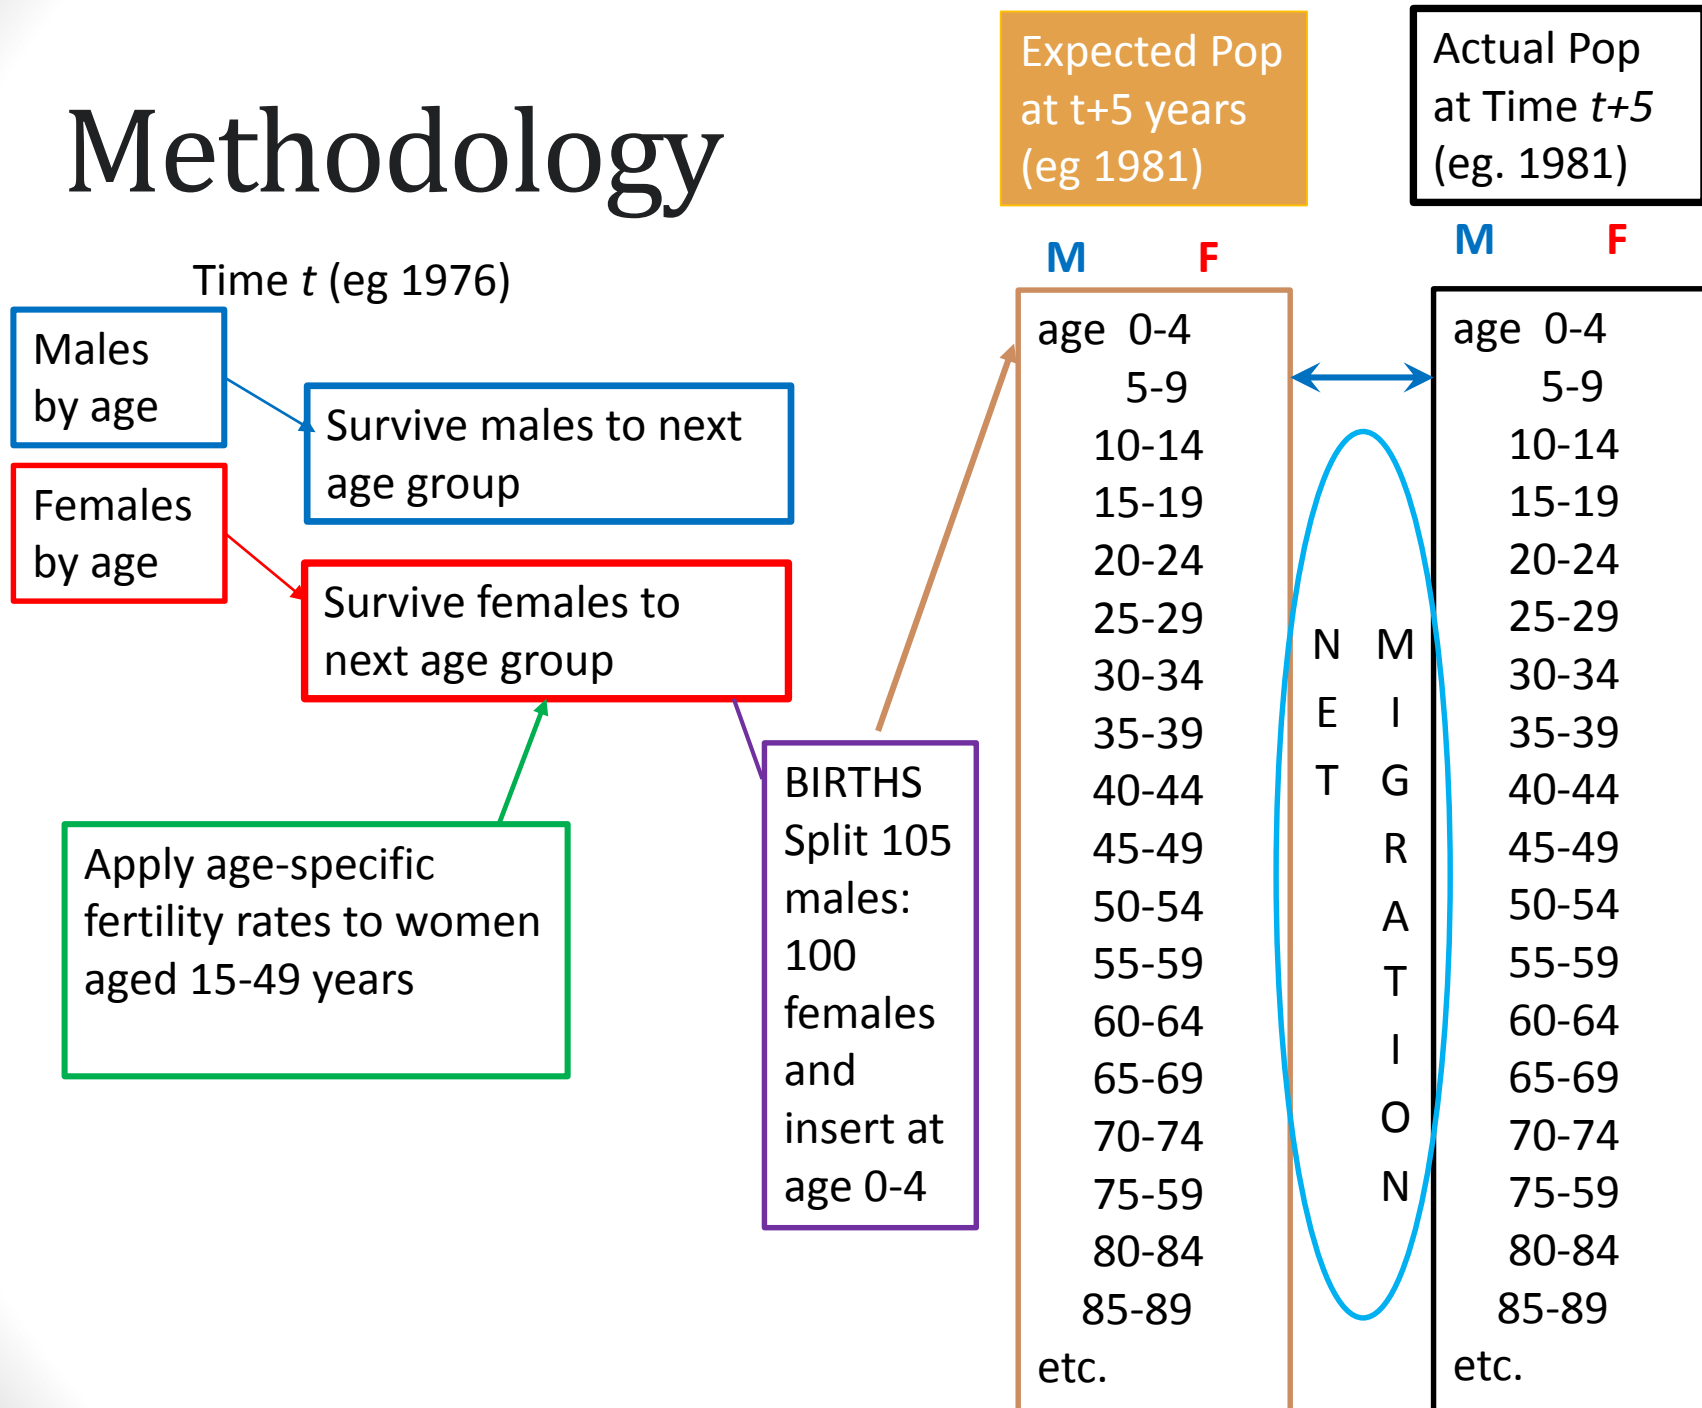 Methodology
Time t (eg 1976)
Males
by age
Survive males to next
age group
Females
by age
Survive females to
next age group
Apply age-specific
fertility rates to women
aged 15-49 years
BIRTHS
Split 105
males:
100
females
and
insert at
age 0-4
Expected Pop
at t+5 years
(eg 1981)
M F
age 0-4
5-9
10-14
15-19
20-24
25-29
30-34
35-39
40-44
45-49
50-54
55-59
60-64
65-69
70-74
75-59
80-84
85-89
etc.
NET
MIGRATION
Actual Pop
at Time t+5
(eg. 1981)
M F
age 0-4
5-9
10-14
15-19
20-24
25-29
30-34
35-39
40-44
45-49
50-54
55-59
60-64
65-69
70-74
75-59
80-84
85-89
etc.